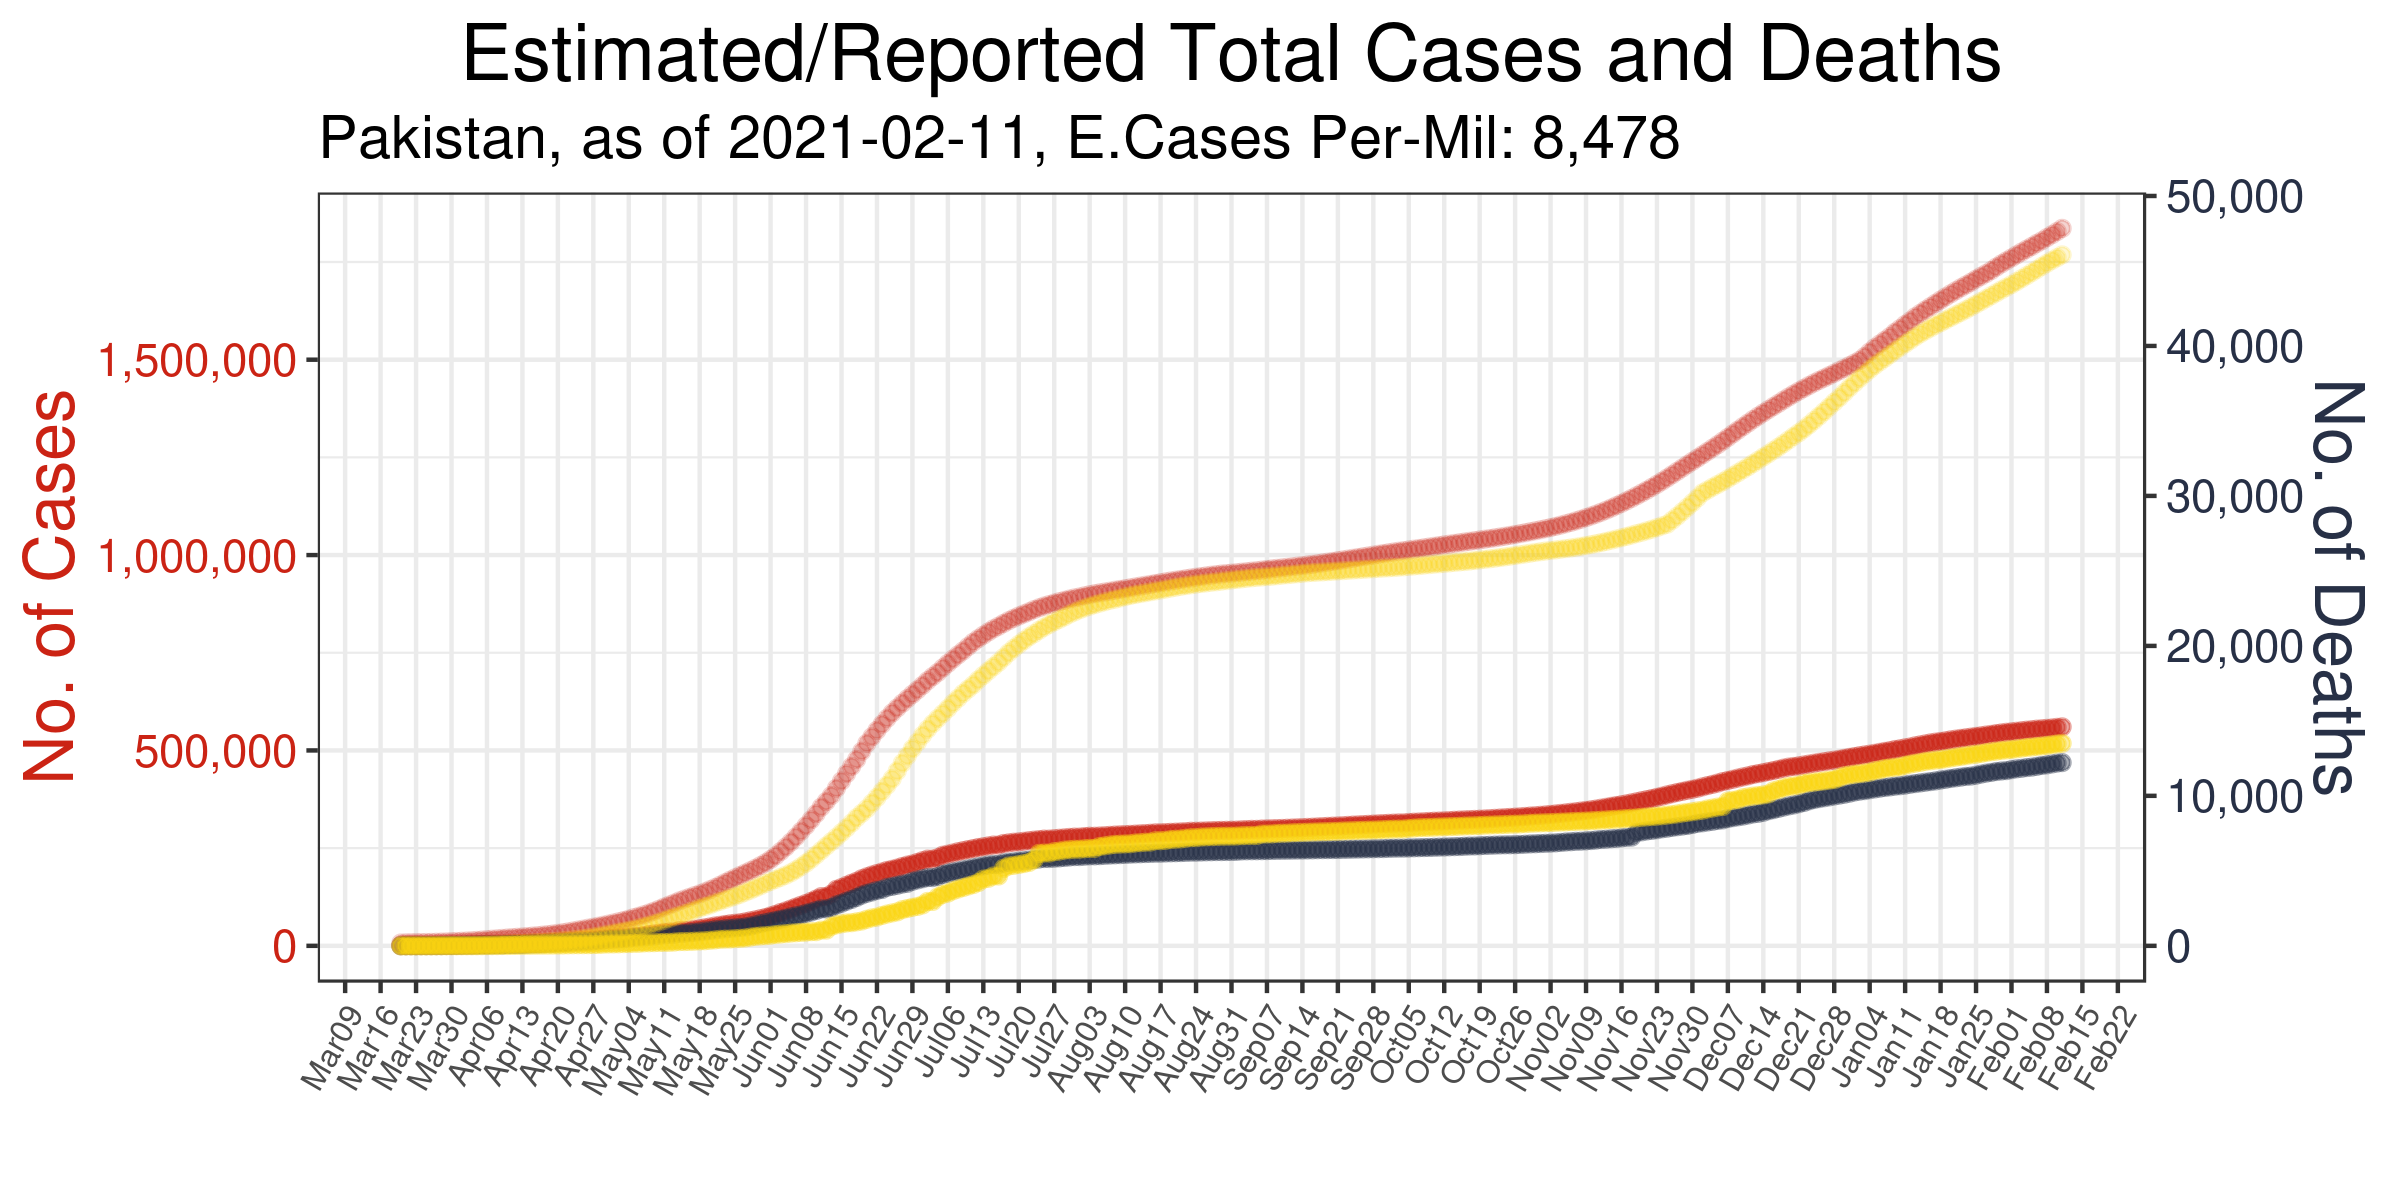 Estimated/Reported Total Cases and Deaths
Pakistan, as of 2021-02-11, E.Cases Per-Mil: 8,478
No. of Cases
1,500,000
1,000,000
500,000
0
50,000
40,000
30,000
20,000
10,000
0
No. of Deaths
Mar09
Mar16
Mar23
Mar30
Apr06
Apr13
Apr20
Apr27
May04
May11
May18
May25
Jun01
Jun08
Jun15
Jun22
Jun29
Jul06
Jul13
Jul20
Jul27
Aug03
Aug10
Aug17
Aug24
Aug31
Sep07
Sep14
Sep21
Sep28
Oct05
Oct12
Oct19
Oct26
Nov02
Nov09
Nov16
Nov23
Nov30
Dec07
Dec14
Dec21
Dec28
Jan04
Jan11
Jan18
Jan25
Feb01
Feb08
Feb15
Feb22